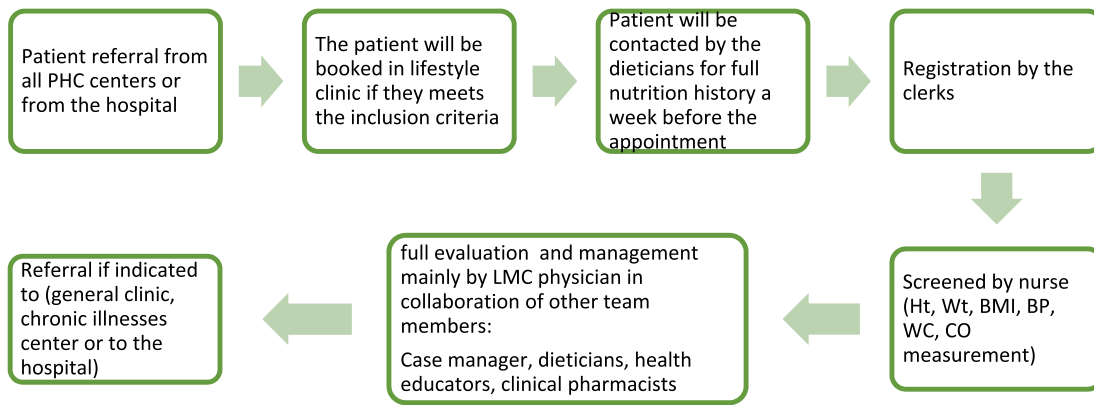 Patient referral from
all PHC centers or
from the hospital
The patient will be
booked in lifestyle
clinic if they meets
the inclusion criteria
Patient will be
contacted by the
dieticians for full
nutrition history a
week before the
appointment
Registration by the
clerks
Screened by nurse
(Ht, Wt, BMI, BP,
WC, CO
measurement)
full evaluation  and management
mainly by LMC physician in
collaboration of other team
members:
Case manager, dieticians, health
educators, clinical pharmacists
Referral if indicated
to (general clinic,
chronic illnesses
center or to the
hospital)